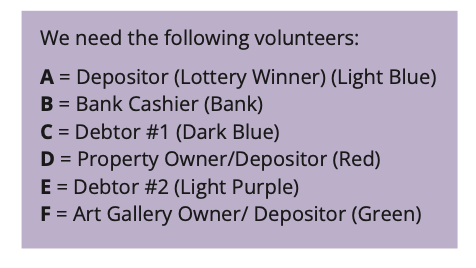 We need the following volunteers:
A = Depositor (Lottery Winner) (Light Blue)
B = Bank Cashier (Bank)
C = Debtor #1 (Dark Blue)
D = Property Owner/Depositor (Red)
E = Debtor #2 (Light Purple)
F = Art Gallery Owner/ Depositor (Green)